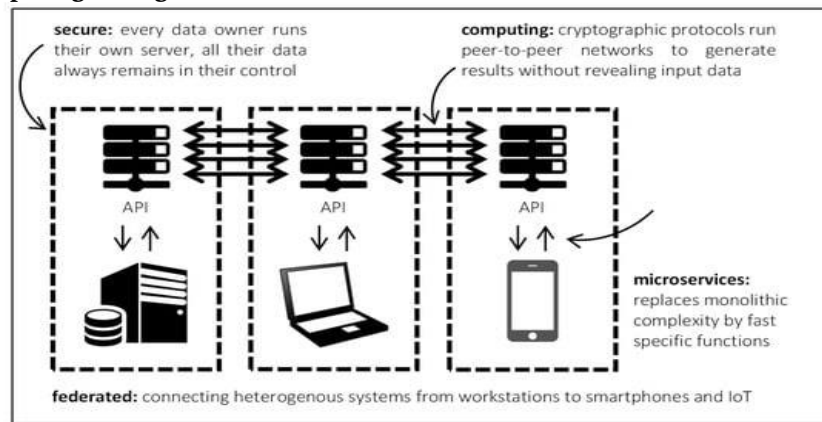 secure: every data owner runs
their own server, all their data
always remains in their control
computing: cryptographic protocols run
peer-to-peer networks to generate
results without revealing input data
API
API
API
microservices:
replaces monolithic
complexity by fast
specific functions
federated: connecting heterogenous systems from workstations to smartphones and IoT